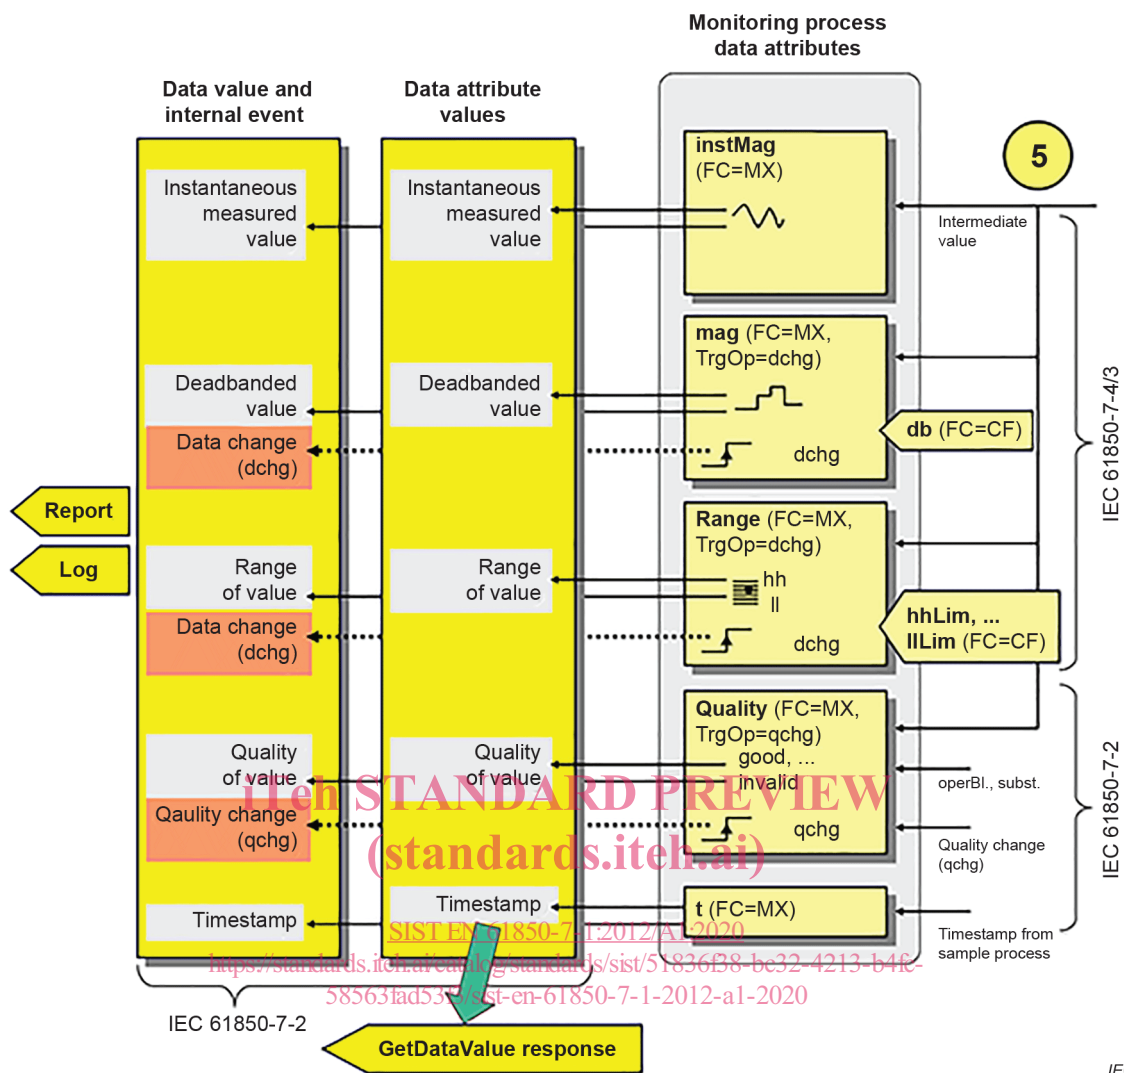 Monitoring process
data attributes
Data value and
internal event
Data attribute
values
5
instMag
(FC=MX)
Instantaneous
measured
value
Instantaneous
measured
value
Intermediate
value
mag (FC=MX,
TrgOp=dchg)
Deadbanded
value
Deadbanded
value
db (FC=CF)
Data change
(dchg)
dchg
IEC 61850-7-4/3
Report
Log
Range (FC=MX,
TrgOp=dchg)
Range
of value
Range
of value
hh
ll
hhLim, ...
llLim (FC=CF)
Data change
(dchg)
dchg
Quality (FC=MX,
TrgOp=qchg)
good, ...
invalid
Quality
of value
Quality
of value
operBl., subst.
iTeh STANDARD PREVIEW
Qaulity change
(qchg)
qchg
Quality change
(qchg)
(standards.iteh.ai)
IEC 61850-7-2
Timestamp
Timestamp
t (FC=MX)
Timestamp from
sample process
SIST EN 61850-7-1:2012/A1:2020
https://standards.iteh.ai/catalog/standards/sist/51836f38-bc32-4213-b4fc-
/sist-en-61850-7-1-2012-a1-2020
IEC 61850-7-2
GetDataValue response